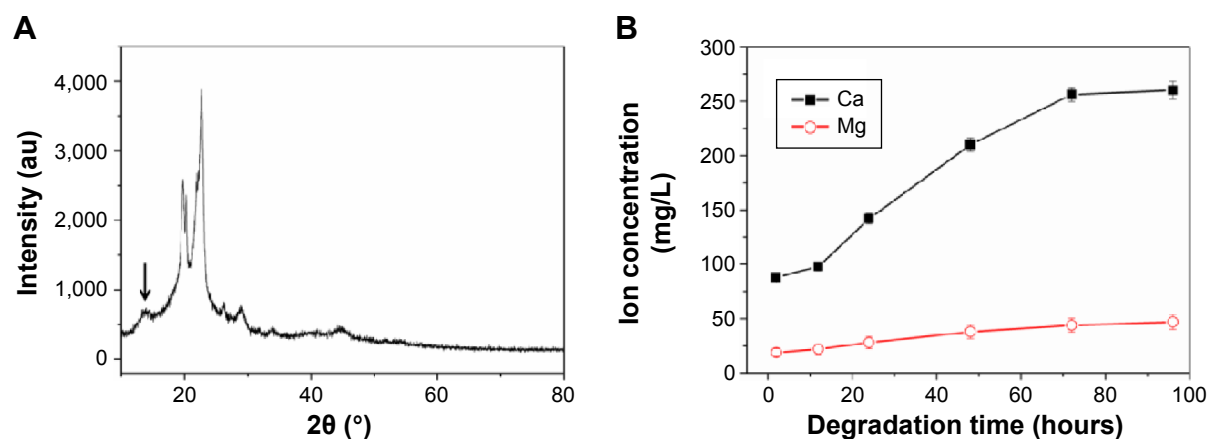 A
Intensity (au)
4,000
3,000
2,000
1,000
0
20
40
60
80
2θ (°)
B
Ion concentration
(mg/L)
300
250
200
150
100
50
0
Ca
Mg
0
20
40
60
80
100
Degradation time (hours)